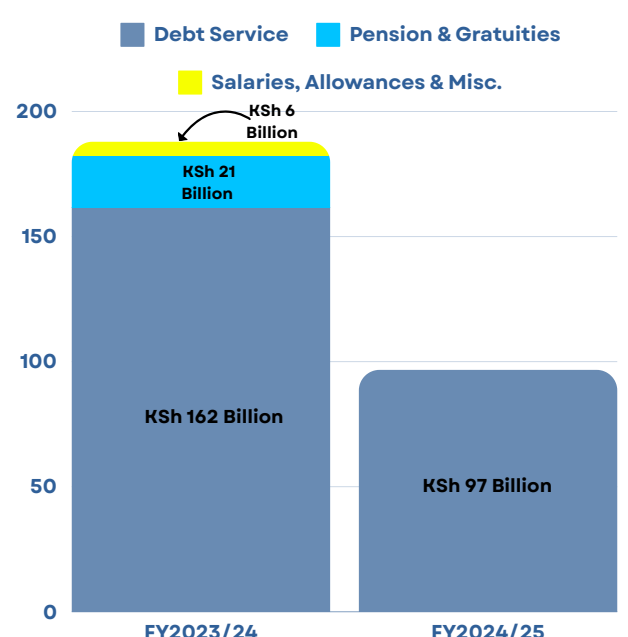 Debt Service
Pension & Gratuities
Salaries, Allowances & Misc.
200
KSh 6
Billion
KSh 21
Billion
150
100
KSh 162 Billion
KSh 97 Billion
50
0
FY2023/24
FY2024/25